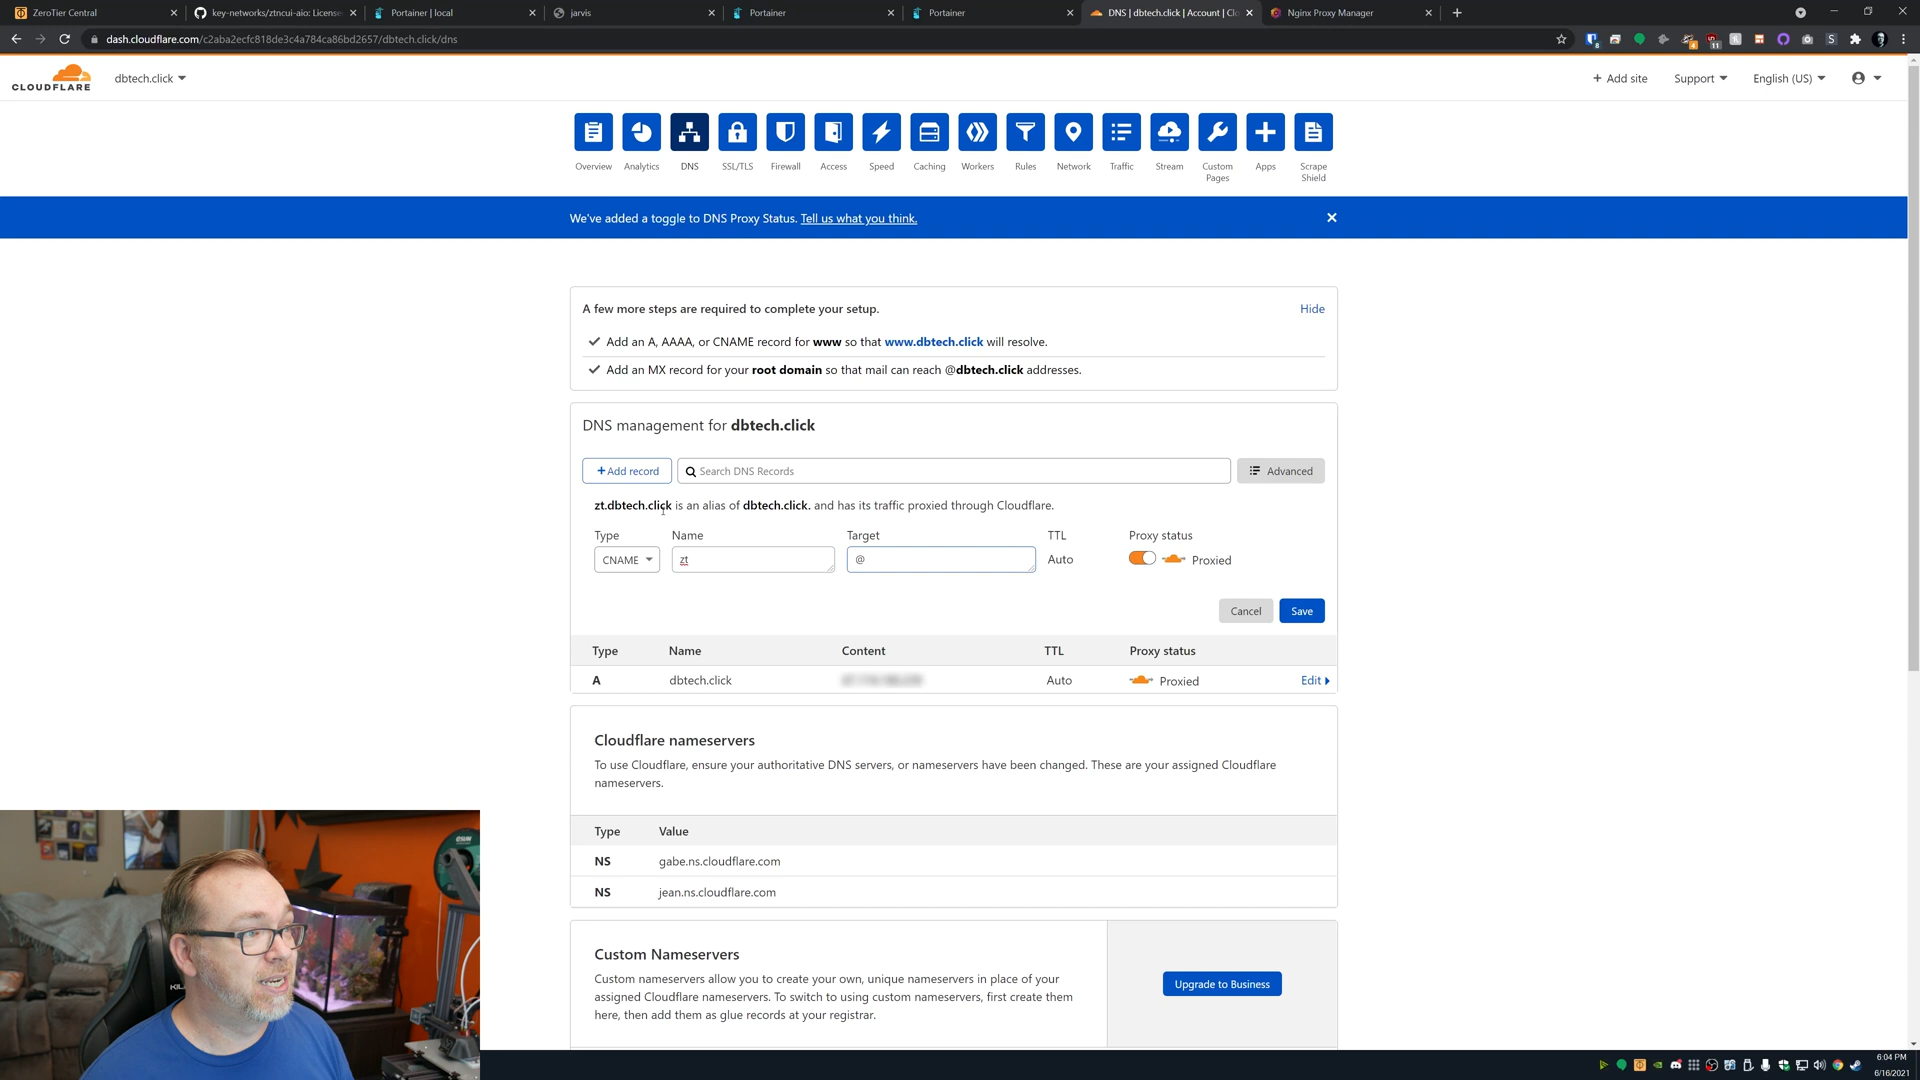 ZeroTier Central
key-networks/ztncui-aio: License
Portainer | local
jarvis
Portainer
Portainer
DNS | dbtech.click | Account | Clo
Nginx Proxy Manager
dash.cloudflare.com/c2aba2ecfc818de3c4a784ca86bd2657/dbtech.click/dns
CLOUDFLARE
dbtech.click
+ Add site
Support
English (US)
Overview
Analytics
DNS
SSL/TLS
Firewall
Access
Speed
Caching
Workers
Rules
Network
Traffic
Stream
Custom Pages
Apps
Scrape Shield
We've added a toggle to DNS Proxy Status. Tell us what you think.
A few more steps are required to complete your setup.
Hide
Add an A, AAAA, or CNAME record for www so that www.dbtech.click will resolve.
Add an MX record for your root domain so that mail can reach @dbtech.click addresses.
DNS management for dbtech.click
+Add record
Search DNS Records
Advanced
zt.dbtech.click is an alias of dbtech.click. and has its traffic proxied through Cloudflare.
Type Name Target TTL Proxy status
CNAME zt @ Auto Proxied
Cancel Save
Type Name Content TTL Proxy status
A dbtech.click Auto Proxied Edit
Cloudflare nameservers
To use Cloudflare, ensure your authoritative DNS servers, or nameservers have been changed. These are your assigned Cloudflare
nameservers.
Type Value
NS gabe.ns.cloudflare.com
NS jean.ns.cloudflare.com
Custom Nameservers
Custom nameservers allow you to create your own, unique nameservers in place of your
assigned Cloudflare nameservers. To switch to using custom nameservers, first create them
here, then add them as glue records at your registrar.
Upgrade to Business
6:04 PM
6/16/2021